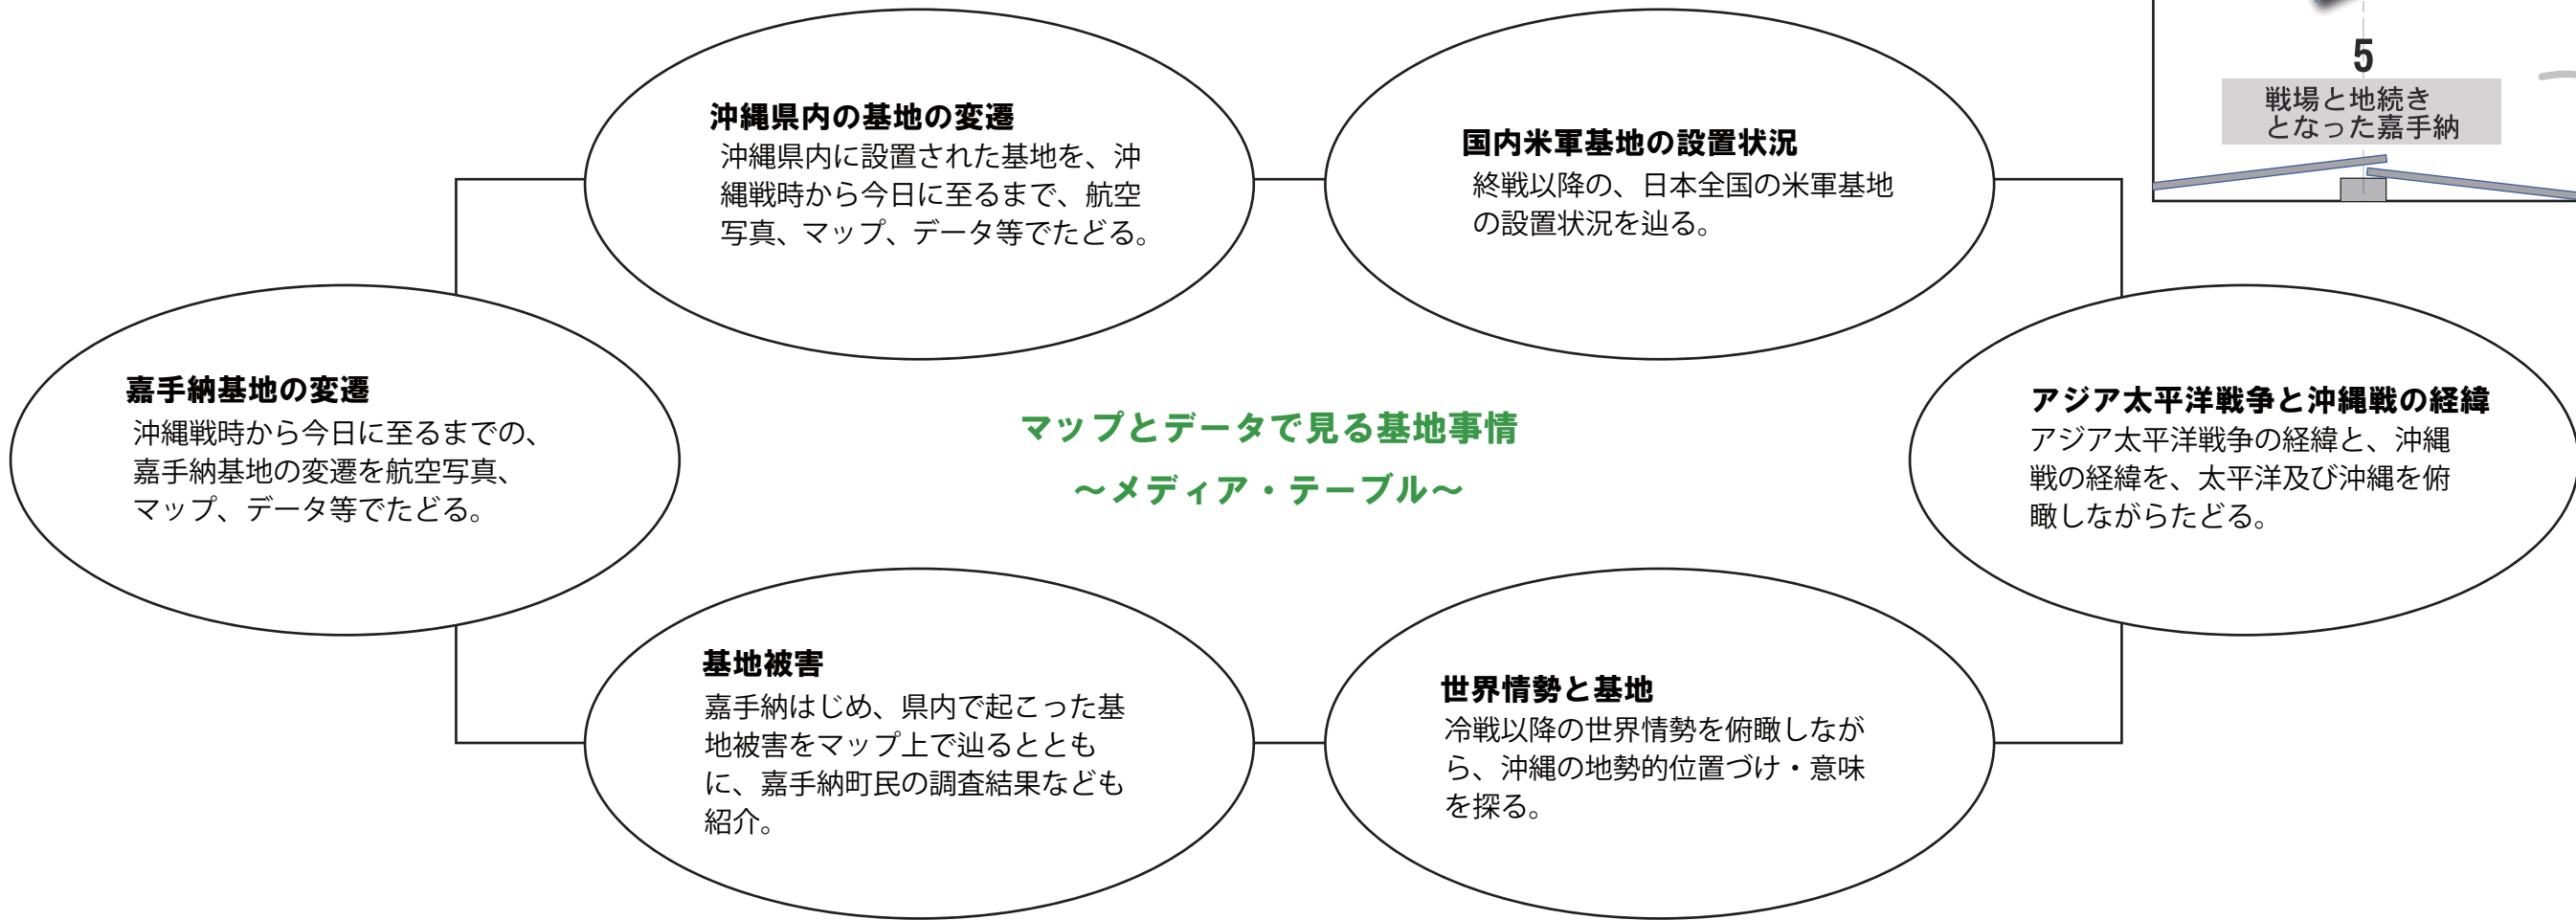 沖縄県内の基地の変遷
沖縄県内に設置された基地を、沖
縄戦時から今日に至るまで、航空
写真、マップ、データ等でたどる。
国内米軍基地の設置状況
終戦以降の、日本全国の米軍基地
の設置状況を辿る。
5
戦場と地続き
となった嘉手納
嘉手納基地の変遷
沖縄戦時から今日に至るまでの、
嘉手納基地の変遷を航空写真、
マップ、データ等でたどる。
マップとデータで見る基地事情
～メディア・テーブル～
アジア太平洋戦争と沖縄戦の経緯
アジア太平洋戦争の経緯と、沖縄
戦の経緯を、太平洋及び沖縄を俯
瞰しながらたどる。
基地被害
嘉手納はじめ、県内で起こった基
地被害をマップ上で辿るととも
に、嘉手納町民の調査結果なども
紹介。
世界情勢と基地
冷戦以降の世界情勢を俯瞰しなが
ら、沖縄の地勢的位置づけ・意味
を探る。